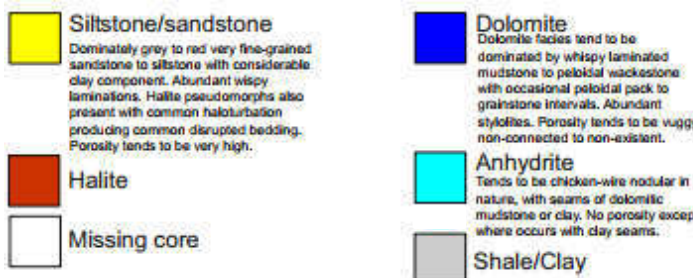 Siltstone/sandstone
Dominately grey to red very fine-grained
sandstone to siltstone with considerable
clay component. Abundant wispy
laminations. Halite pseudomorphs also
present with common haloturbation
producing common disrupted bedding.
Porosity tends to be very high.
Halite
Missing core
Dolomite
Dolomite facies tend to be
dominated by whispy laminated
mudstone to peloidal wackestone
with occasional peloidal pack to
grainstone intervals. Abundant
stylolites. Porosity tends to be vuggy
non-connected to non-existent.
Anhydrite
Tends to be chicken-wire nodular in
nature, with seams of dolomitic
mudstone or clay. No porosity excep
where occurs with clay seams.
Shale/Clay